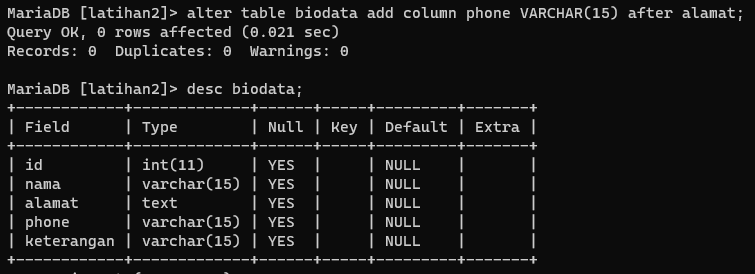 MariaDB [latihan2]> alter table biodata add column phone VARCHAR(15) after alamat;
Query OK, 0 rows affected (0.021 sec)
Records: 0  Duplicates: 0  Warnings: 0

MariaDB [latihan2]> desc biodata;
+------------+-------------+------+-----+---------+-------+
| Field      | Type        | Null | Key | Default | Extra |
+------------+-------------+------+-----+---------+-------+
| id         | int(11)     | YES  |     | NULL    |       |
| nama       | varchar(15) | YES  |     | NULL    |       |
| alamat     | text        | YES  |     | NULL    |       |
| phone      | varchar(15) | YES  |     | NULL    |       |
| keterangan | varchar(15) | YES  |     | NULL    |       |
+------------+-------------+------+-----+---------+-------+